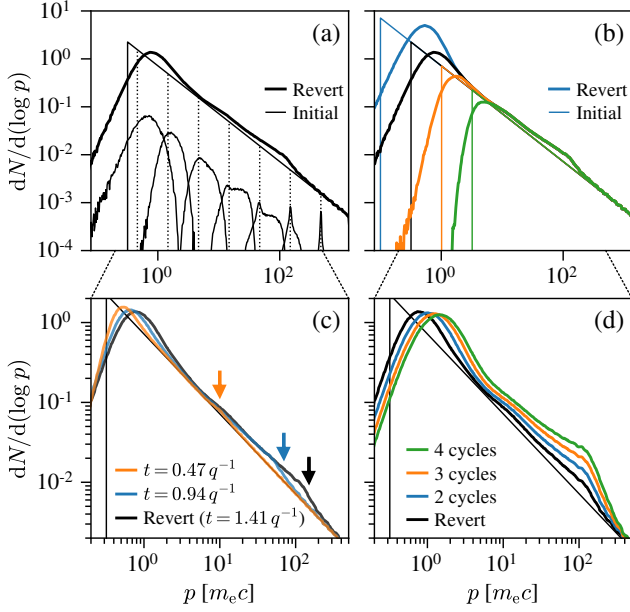 (a)
(b)
dN/d(log p)
10^1
10^0
10^-1
10^-2
10^-3
10^-4
Revert
Initial
Revert
Initial
10^0
10^2
10^0
10^2
(c)
(d)
dN/d(log p)
10^0
10^-1
10^-2
t = 0.47 q^-1
t = 0.94 q^-1
Revert (t = 1.41 q^-1)
4 cycles
3 cycles
2 cycles
Revert
10^0
10^1
10^2
10^0
10^1
10^2
p [m_e c]
p [m_e c]